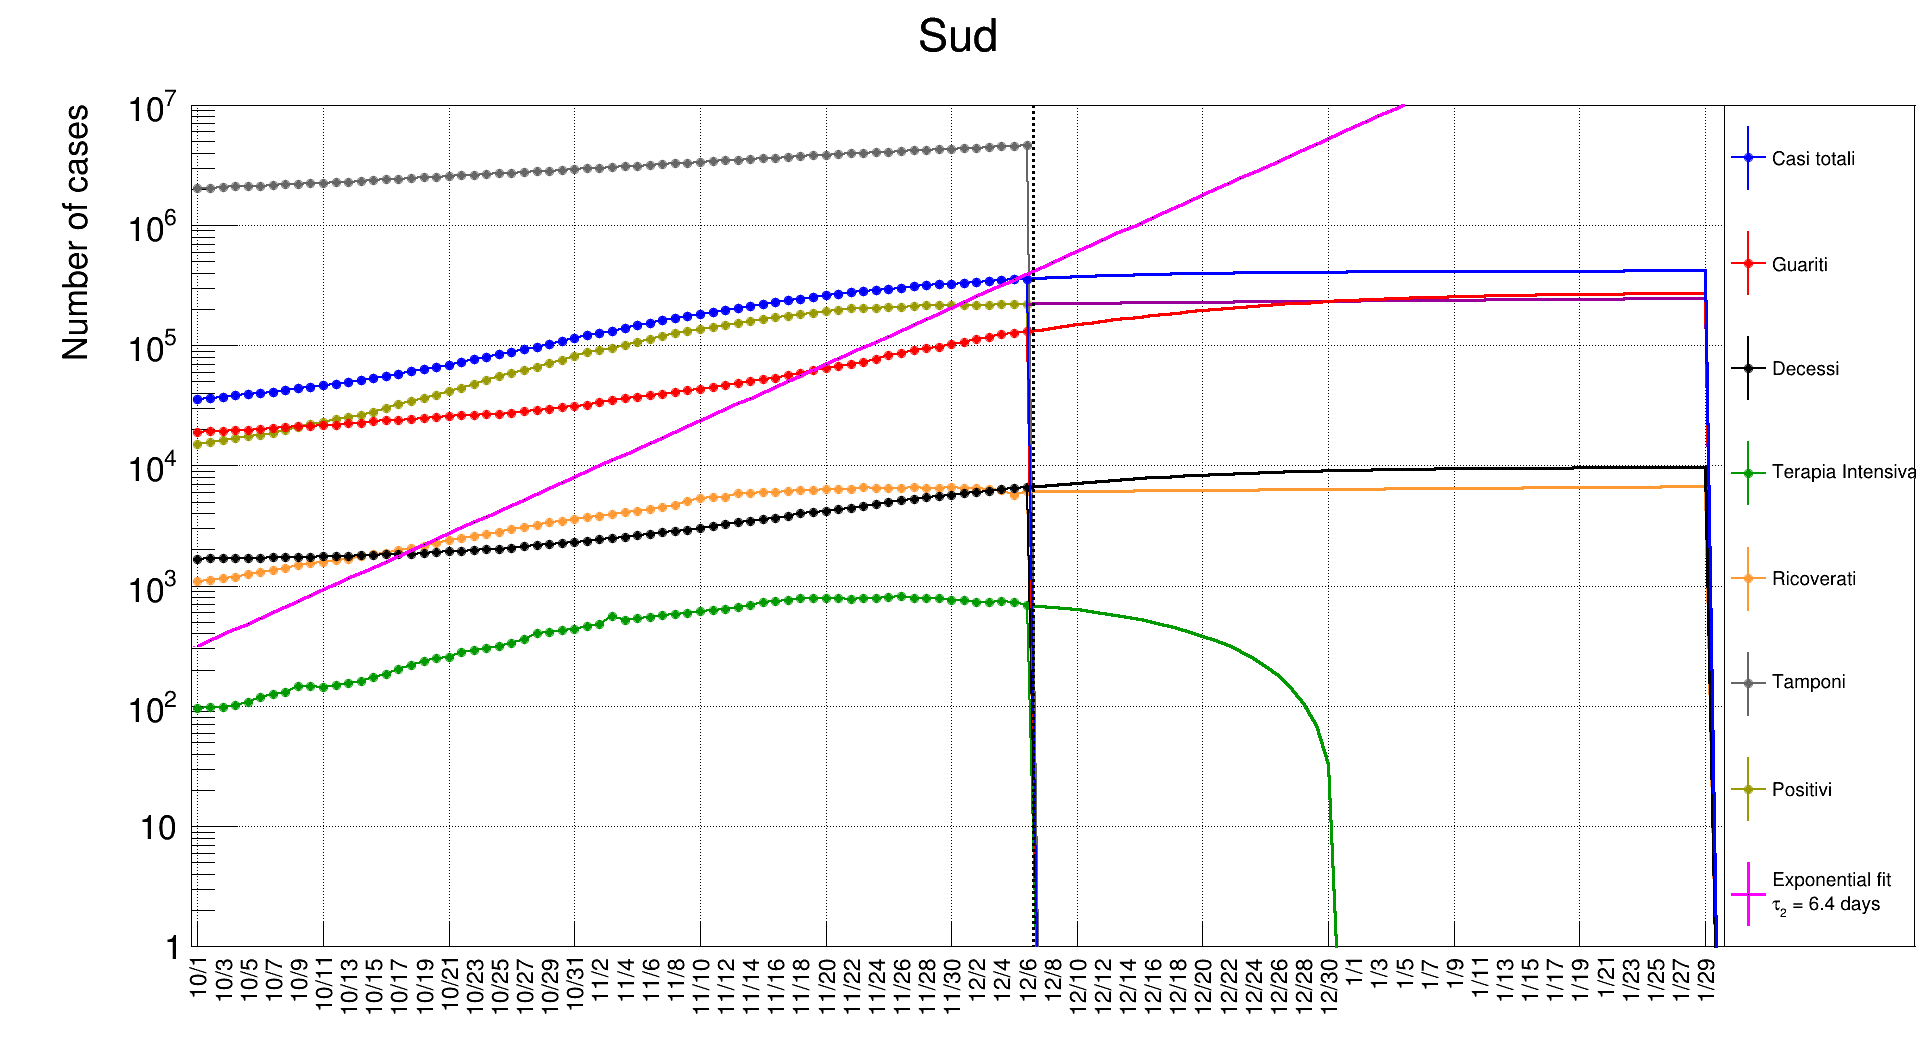 Sud
Number of cases
10^7
10^6
10^5
10^4
10^3
10^2
10
1
10/1 10/3 10/5 10/7 10/9 10/11 10/13 10/15 10/17 10/19 10/21 10/23 10/25 10/27 10/29 10/31 11/2 11/4 11/6 11/8 11/10 11/12 11/14 11/16 11/18 11/20 11/22 11/24 11/26 11/28 11/30 12/2 12/4 12/6 12/8 12/10 12/12 12/14 12/16 12/18 12/20 12/22 12/24 12/26 12/28 12/30 1/1 1/3 1/5 1/7 1/9 1/11 1/13 1/15 1/17 1/19 1/21 1/23 1/25 1/27 1/29
Casi totali
Guariti
Decessi
Terapia Intensiva
Ricoverati
Tamponi
Positivi
Exponential fit
τ₂ = 6.4 days